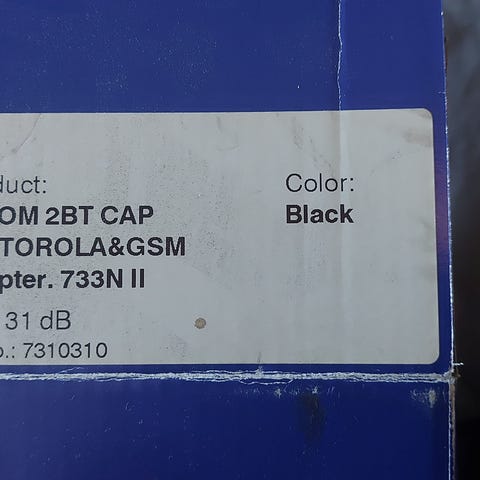 duct: Color:
OM 2BT CAP Black
TOROLA&GSM
pter. 733N II
31 dB
o.: 7310310